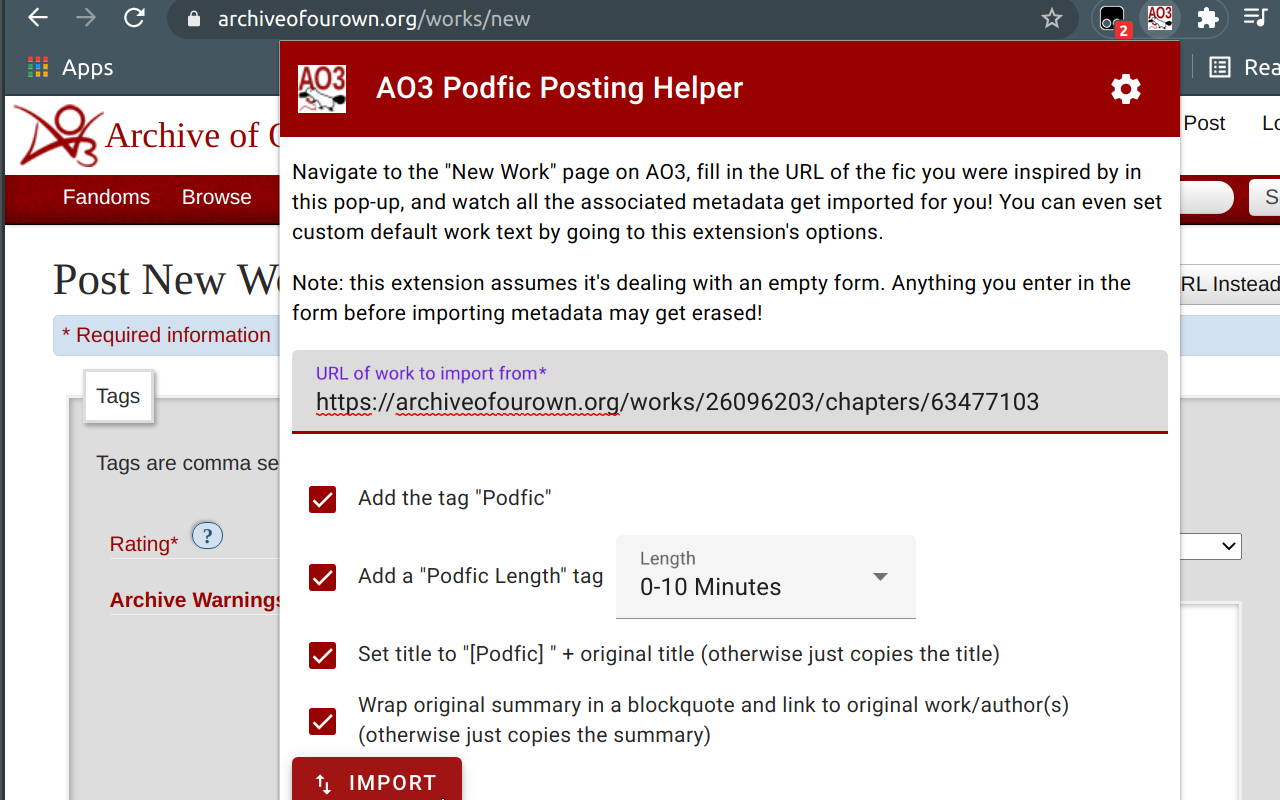 archiveofourown.org/works/new
2
AO3
Apps
Rea
AO3
AO3 Podfic Posting Helper
Archive of O
Post
Lo
Fandoms
Browse
S
Navigate to the "New Work" page on AO3, fill in the URL of the fic you were inspired by in
this pop-up, and watch all the associated metadata get imported for you! You can even set
custom default work text by going to this extension's options.
Post New Wo
RL Instead
Note: this extension assumes it's dealing with an empty form. Anything you enter in the
form before importing metadata may get erased!
* Required information
URL of work to import from*
https://archiveofourown.org/works/26096203/chapters/63477103
Tags
Tags are comma se
Add the tag "Podfic"
Rating*
?
Add a "Podfic Length" tag
Length
0-10 Minutes
Archive Warnings
Set title to "[Podfic] " + original title (otherwise just copies the title)
Wrap original summary in a blockquote and link to original work/author(s)
(otherwise just copies the summary)
IMPORT